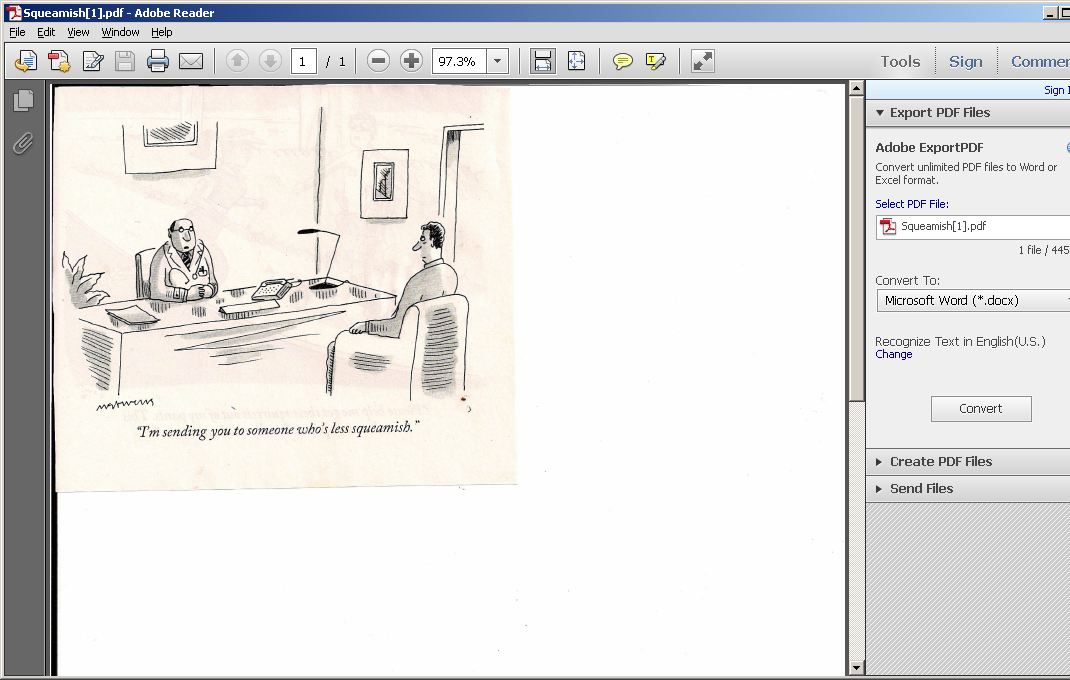 Squeamish[1].pdf - Adobe Reader
File Edit View Window Help
1 / 1 97.3% Tools Sign
Sign
Export PDF Files
Adobe ExportPDF
Convert unlimited PDF files to Word or
Excel format.
Select PDF File:
Squeamish[1].pdf
1 file / 445
Convert To:
Microsoft Word (*.docx)
Recognize Text in English(U.S.)
Change
Convert
Create PDF Files
Send Files
“I'm sending you to someone who's less squeamish.”